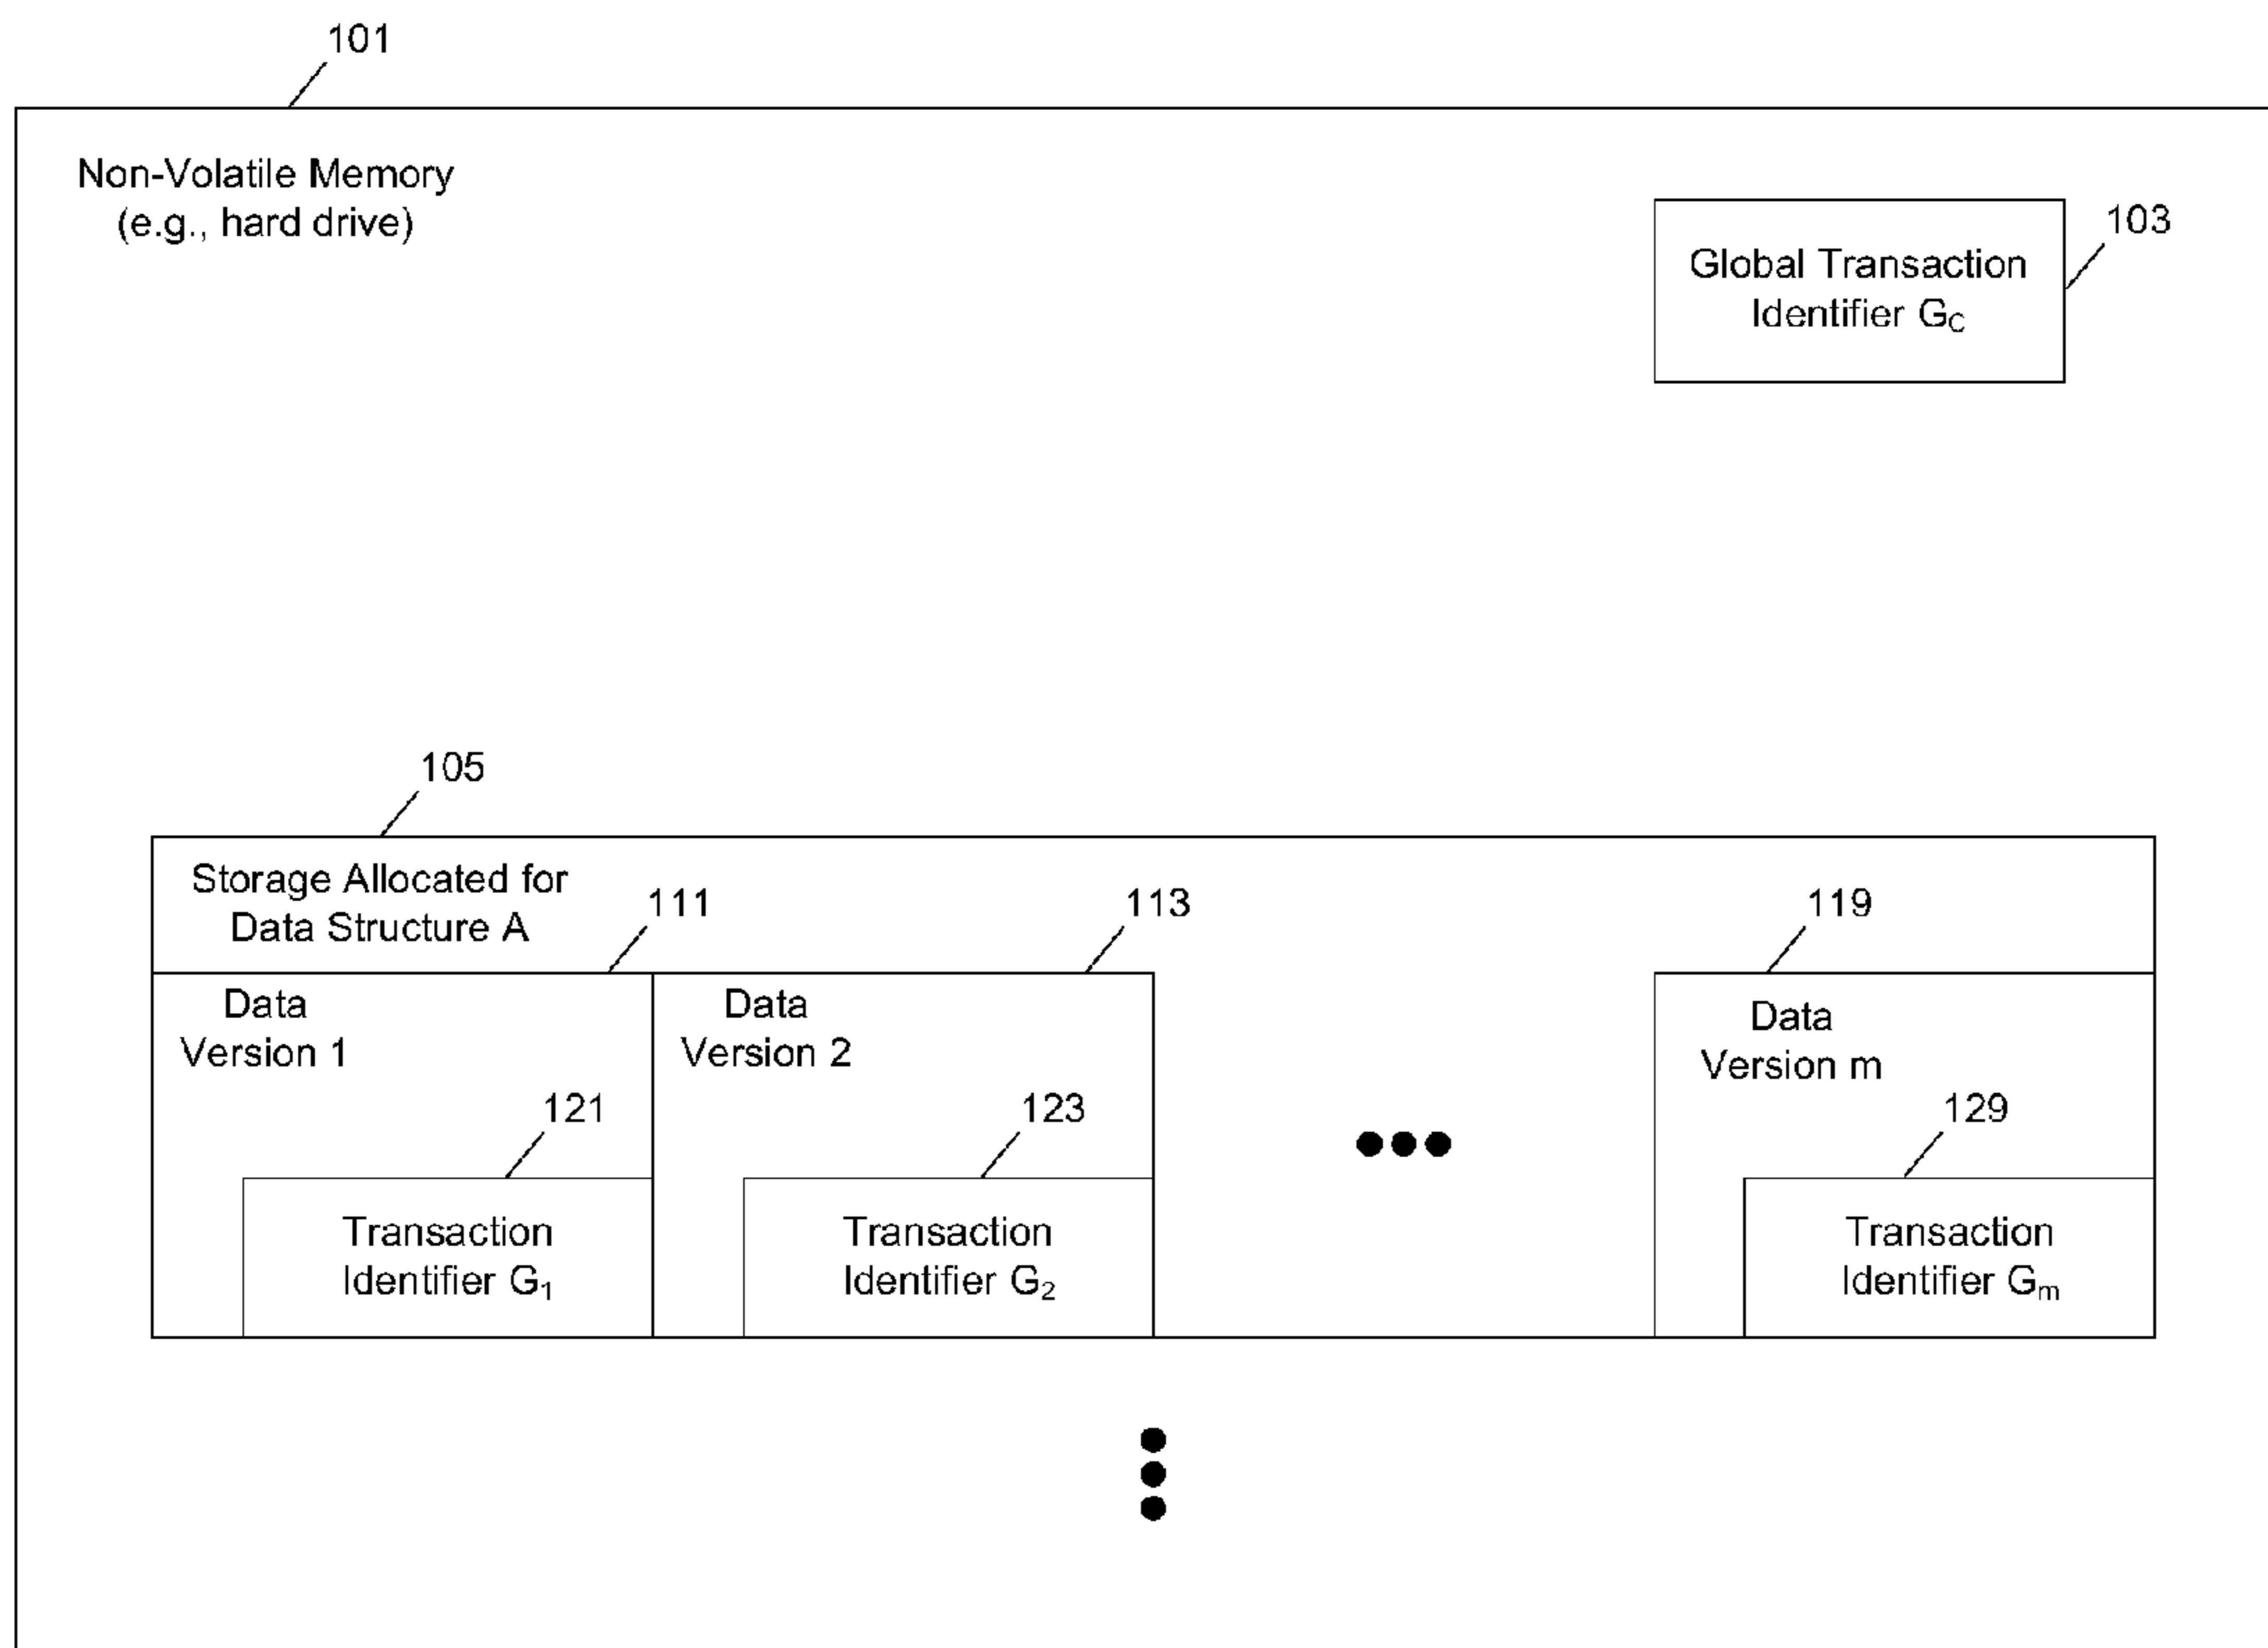 101
Non-Volatile Memory
(e.g., hard drive)
103
Global Transaction
Identifier GC
105
Storage Allocated for
Data Structure A
111
113
119
Data
Version 1
Data
Version 2
Data
Version m
121
123
129
Transaction
Identifier G1
Transaction
Identifier G2
Transaction
Identifier Gm